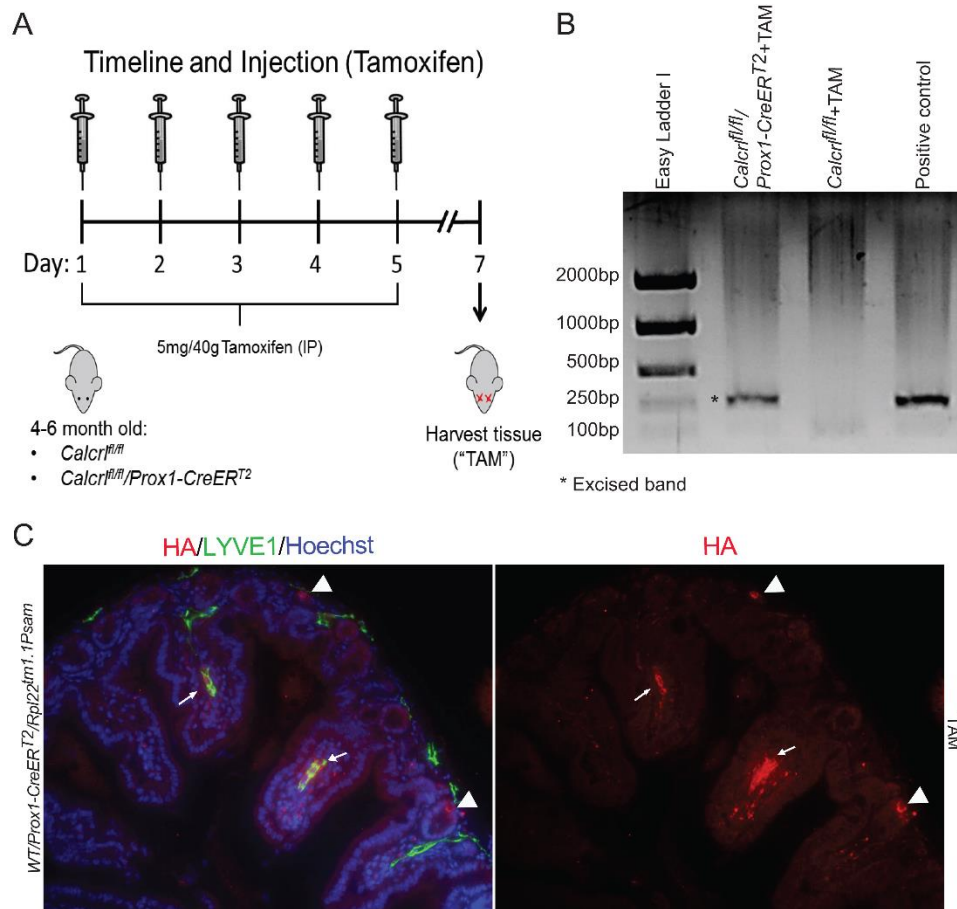 A
Timeline and Injection (Tamoxifen)
Day: 1 2 3 4 5 7
5mg/40g Tamoxifen (IP)
4-6 month old:
• Calcrlfl/fl
• Calcrlfl/fl/Prox1-CreERT2
Harvest tissue
("TAM")
B
Easy Ladder I
Calcrlfl/fl/
Prox1-CreERT2+TAM
Calcrlfl/fl+TAM
Positive control
2000bp
1000bp
500bp
250bp
100bp
*
* Excised band
C
HA/LYVE1/Hoechst
HA
WT/Prox1-CreERT2/Rpl22tm1.1Psam
TAM